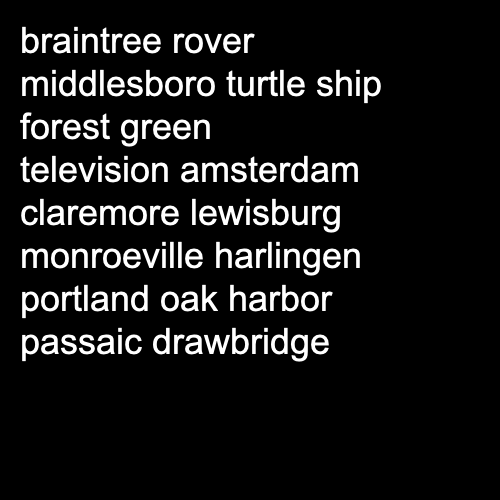 braintree rover
middlesboro turtle ship
forest green
television amsterdam
claremore lewisburg
monroeville harlingen
portland oak harbor
passaic drawbridge